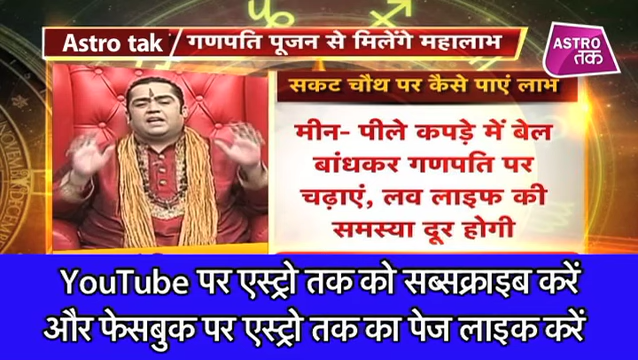 Astro tak / गणपति पूजन से मिलेंगे महालाभ
ASTRO
तक
सकट चौथ पर कैसे पाएं लाभ
मीन- पीले कपड़े में बेल
बांधकर गणपति पर
चढ़ाएं, लव लाइफ की
समस्या दूर होगी
YouTube पर एस्ट्रो तक को सब्सक्राइब करें
और फेसबुक पर एस्ट्रो तक का पेज लाइक करें